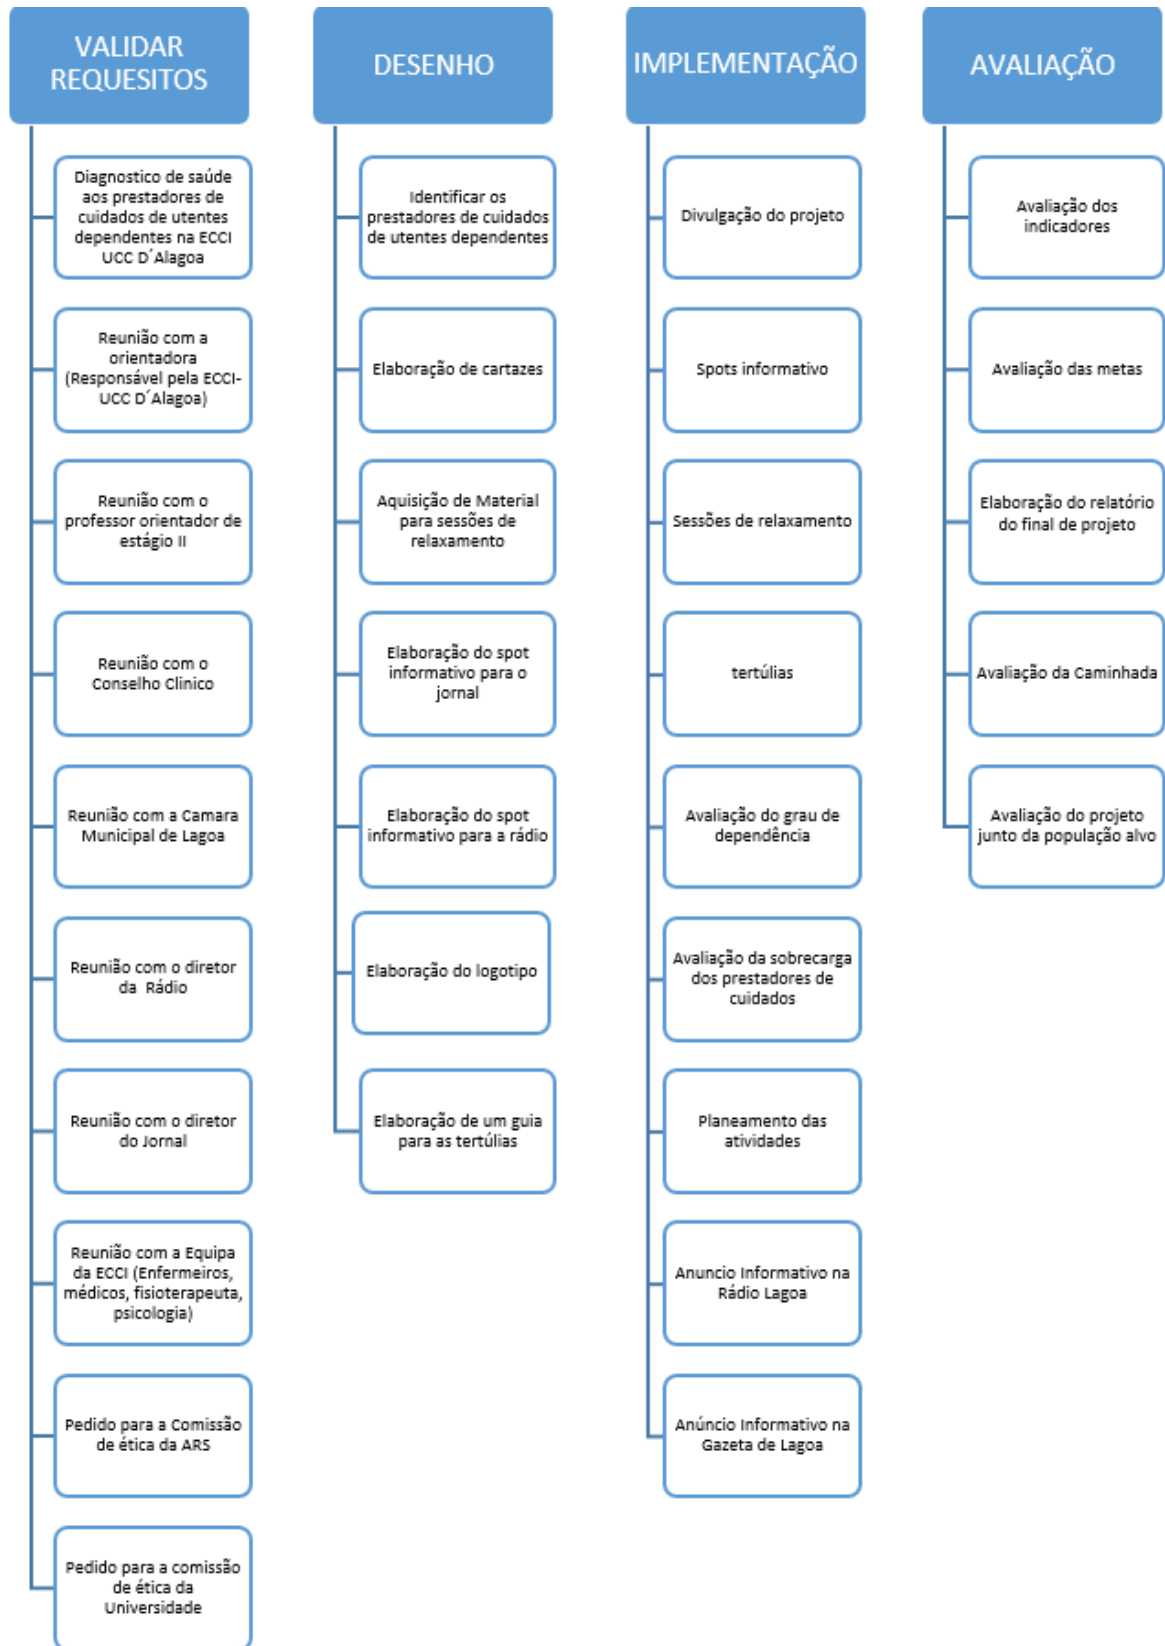 VALIDAR
REQUESITOS
Diagnostico de saúde
aos prestadores de
cuidados de utentes
dependentes na ECCI
UCC D´Alagoa
Reunião com a
orientadora
(Responsável pela ECCI-
UCC D´Alagoa)
Reunião com o
professor orientador de
estágio II
Reunião com o
Conselho Clinico
Reunião com a Camara
Municipal de Lagoa
Reunião com o diretor
da Rádio
Reunião com o diretor
do Jornal
Reunião com a Equipa
da ECCI (Enfermeiros,
médicos, fisioterapeuta,
psicologia)
Pedido para a Comissão
de ética da ARS
Pedido para a comissão
de ética da
Universidade
DESENHO
Identificar os
prestadores de cuidados
de utentes dependentes
Elaboração de cartazes
Aquisição de Material
para sessões de
relaxamento
Elaboração do spot
informativo para o
jornal
Elaboração do spot
informativo para a rádio
Elaboração do logotipo
Elaboração de um guia
para as tertúlias
IMPLEMENTAÇÃO
Divulgação do projeto
Spots informativo
Sessões de relaxamento
tertúlias
Avaliação do grau de
dependência
Avaliação da sobrecarga
dos prestadores de
cuidados
Planeamento das
atividades
Anuncio Informativo na
Rádio Lagoa
Anúncio Informativo na
Gazeta de Lagoa
AVALIAÇÃO
Avaliação dos
indicadores
Avaliação das metas
Elaboração do relatório
do final de projeto
Avaliação da Caminhada
Avaliação do projeto
junto da população alvo